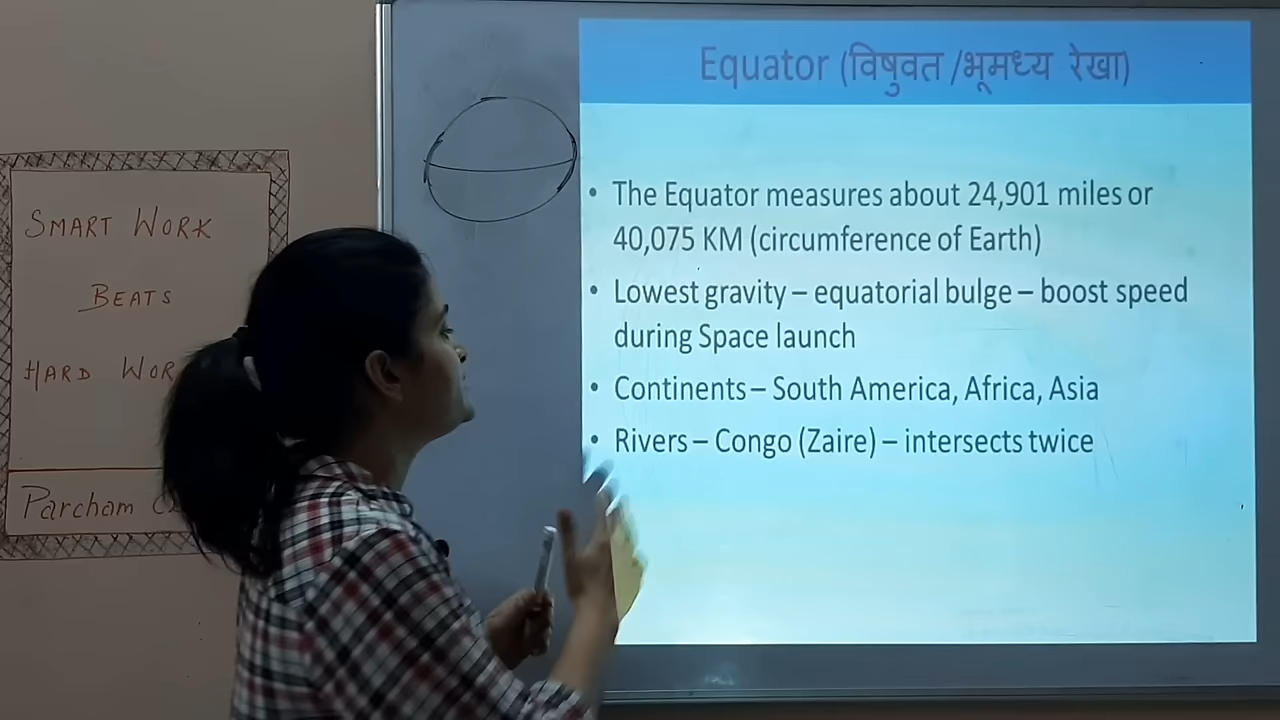 SMART WORK
BEATS
HARD WOR
Parcham
Equator (विषुवत /भूमध्य रेखा)
• The Equator measures about 24,901 miles or
40,075 KM (circumference of Earth)
• Lowest gravity – equatorial bulge – boost speed
during Space launch
• Continents – South America, Africa, Asia
• Rivers – Congo (Zaire) – intersects twice